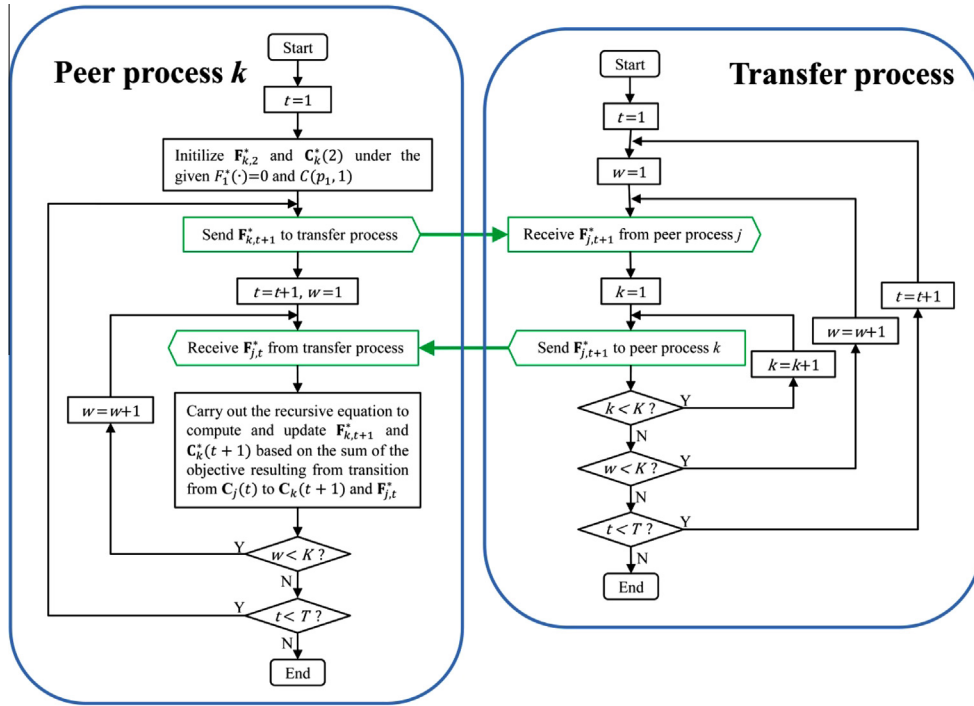 Peer process k
Start
t=1
Initilize F*k,2 and C*k(2) under the
given F*1(·)=0 and C(p1, 1)
Send F*k,t+1 to transfer process
t=t+1, w=1
Receive F*j,t from transfer process
w=w+1
Carry out the recursive equation to
compute and update F*k,t+1 and
C*k(t+1) based on the sum of the
objective resulting from transition
from Cj(t) to Ck(t+1) and F*j,t
Y
w<K?
N
Y
t<T?
N
End
Transfer process
Start
t=1
w=1
Receive F*j,t+1 from peer process j
k=1
t=t+1
w=w+1
Send F*j,t+1 to peer process k
k=k+1
k<K?
Y
N
w<K?
Y
N
t<T?
Y
N
End